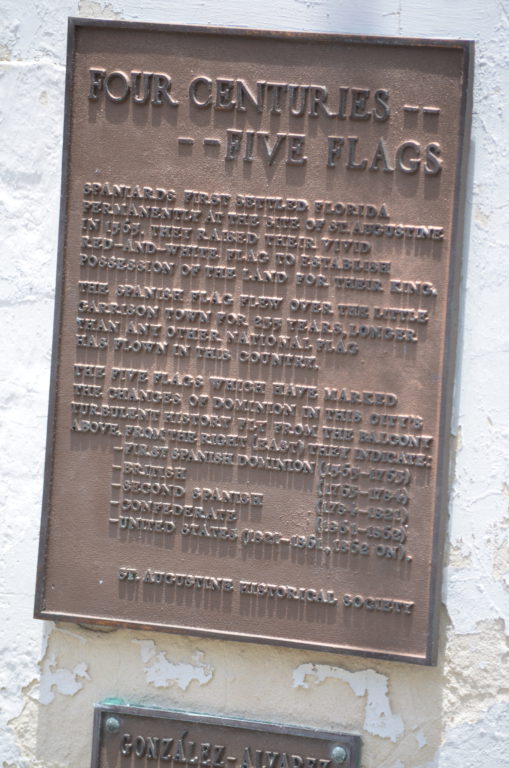 FOUR CENTURIES --
-- FIVE FLAGS
SPANIARDS FIRST SETTLED FLORIDA
PERMANENTLY AT THE SITE OF ST. AUGUSTINE
IN 1565. THEY RAISED THEIR VIVID
RED-AND-WHITE FLAG TO ESTABLISH
POSSESSION OF THE LAND FOR THEIR KING.
THE SPANISH FLAG FLEW OVER THE LITTLE
GARRISON TOWN FOR YEARS, LONGER
THAN ANY OTHER NATIONAL FLAG
HAS FLOWN IN THIS COUNTRY.
THE FIVE FLAGS WHICH HAVE MARKED
THE CHANGES OF DOMINION IN THIS CITY'S
TURBULENT HISTORY FLY FROM THE BALCONY
ABOVE. FROM THE RIGHT (EAST) THEY INDICATE:
-FIRST SPANISH DOMINION (1565-1763)
-BRITISH (1763-1784)
-SECOND SPANISH (1784-1821)
-CONFEDERATE (1861-1862)
-UNITED STATES (1821-1861, 1862 ON).
ST. AUGUSTINE HISTORICAL SOCIETY
GONZÁLEZ-ALVAREZ